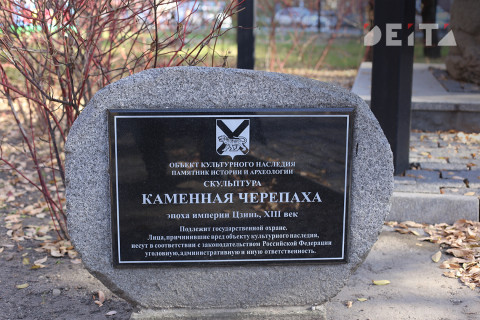 DEITA
ОБЪЕКТ КУЛЬТУРНОГО НАСЛЕДИЯ
ПАМЯТНИК ИСТОРИИ И АРХЕОЛОГИИ
СКУЛЬПТУРА
КАМЕННАЯ ЧЕРЕПАХА
эпоха империи Цзинь, XIII век
Подлежит государственной охране.
Лица, причинившие вред объекту культурного наследия,
несут в соответствии с законодательством Российской Федерации
уголовную, административную и иную ответственность.